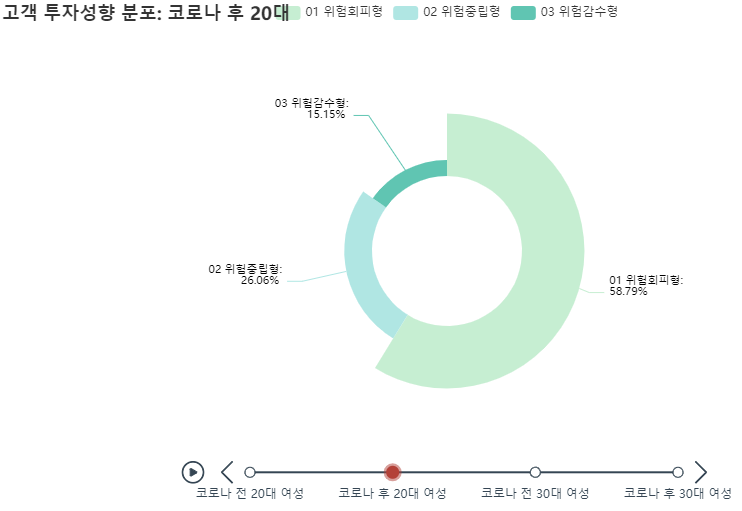 고객 투자성향 분포: 코로나 후 20대
01 위험회피형
02 위험중립형
03 위험감수형
03 위험감수형:
15.15%
02 위험중립형:
26.06%
01 위험회피형:
58.79%
코로나 전 20대 여성
코로나 후 20대 여성
코로나 전 30대 여성
코로나 후 30대 여성